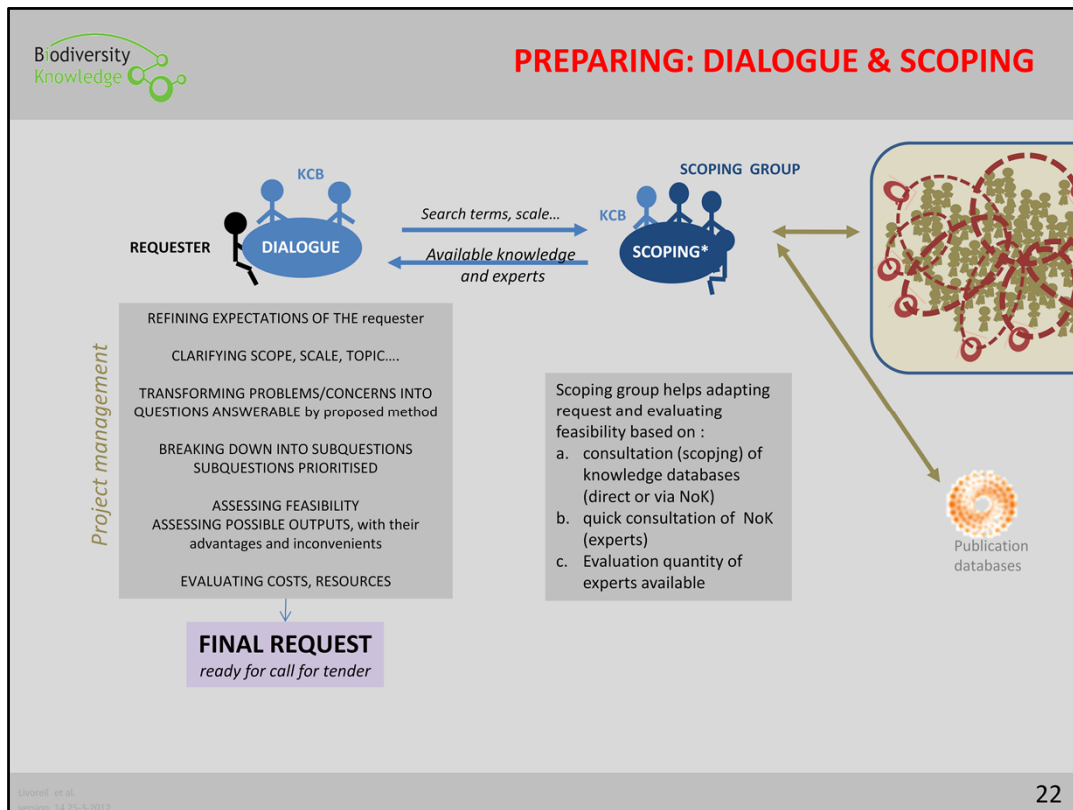 Biodiversity
Knowledge
PREPARING: DIALOGUE & SCOPING
KCB
REQUESTER
DIALOGUE
Search terms, scale…
Available knowledge
and experts
SCOPING GROUP
KCB
SCOPING*
Project management
REFINING EXPECTATIONS OF THE requester
CLARIFYING SCOPE, SCALE, TOPIC….
TRANSFORMING PROBLEMS/CONCERNS INTO
QUESTIONS ANSWERABLE by proposed method
BREAKING DOWN INTO SUBQUESTIONS
SUBQUESTIONS PRIORITISED
ASSESSING FEASIBILITY
ASSESSING POSSIBLE OUTPUTS, with their
advantages and inconvenients
EVALUATING COSTS, RESOURCES
FINAL REQUEST
ready for call for tender
Scoping group helps adapting
request and evaluating
feasibility based on :
a. consultation (scopjng) of
knowledge databases
(direct or via NoK)
b. quick consultation of NoK
(experts)
c. Evaluation quantity of
experts available
Publication
databases
Livoreil et al.
version 14 25-3-2012
22